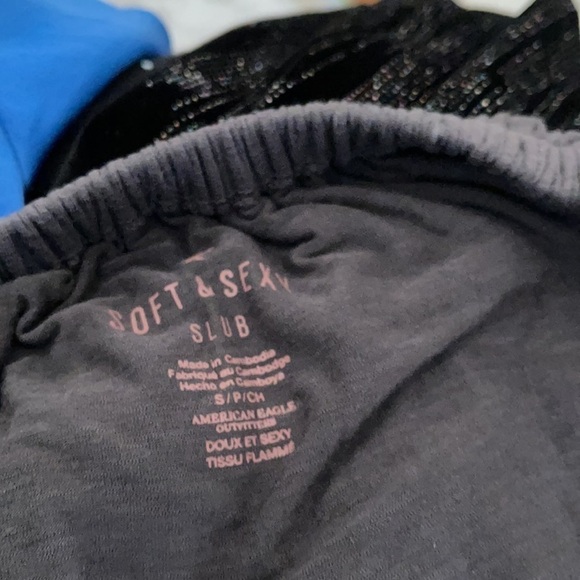 SOFT & SEXY
SLUB
Made in Cambodia
Fabriqué au Cambodge
Hecho en Camboya
S/P/CH
AMERICAN EAGLE
OUTFITTERS
DOUX ET SEXY
TISSU FLAMMÉ